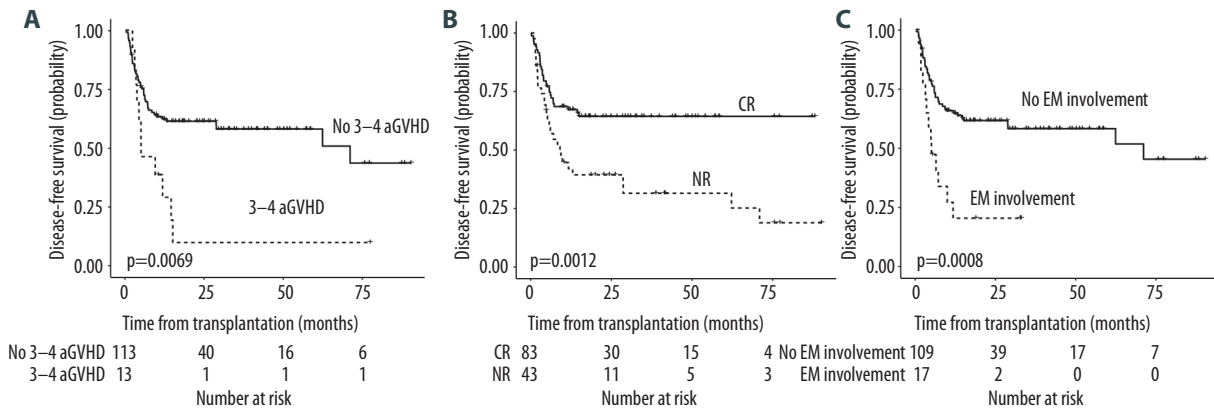 A
Disease-free survival (probability)
1.00
0.75
0.50
0.25
0.00
No 3–4 aGVHD
3–4 aGVHD
p=0.0069
0 25 50 75
Time from transplantation (months)
No 3–4 aGVHD 113 40 16 6
3–4 aGVHD 13 1 1 1
Number at risk
B
Disease-free survival (probability)
1.00
0.75
0.50
0.25
0.00
CR
NR
p=0.0012
0 25 50 75
Time from transplantation (months)
CR 83 30 15 4
NR 43 11 5 3
Number at risk
C
Disease-free survival (probability)
1.00
0.75
0.50
0.25
0.00
No EM involvement
EM involvement
p=0.0008
0 25 50 75
Time from transplantation (months)
No EM involvement 109 39 17 7
EM involvement 17 2 0 0
Number at risk